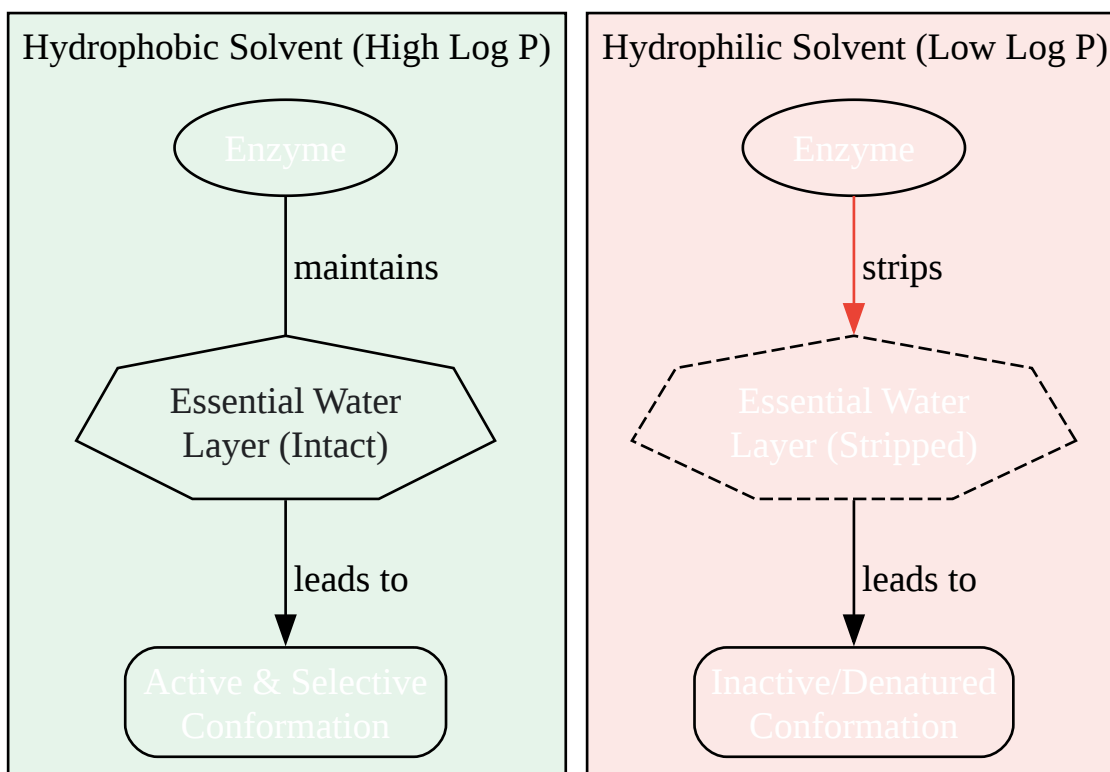 Hydrophobic Solvent (High Log P)
Enzyme
maintains
Essential Water
Layer (Intact)
leads to
Active & Selective
Conformation
Hydrophilic Solvent (Low Log P)
Enzyme
strips
Essential Water
Layer (Stripped)
leads to
Inactive/Denatured
Conformation